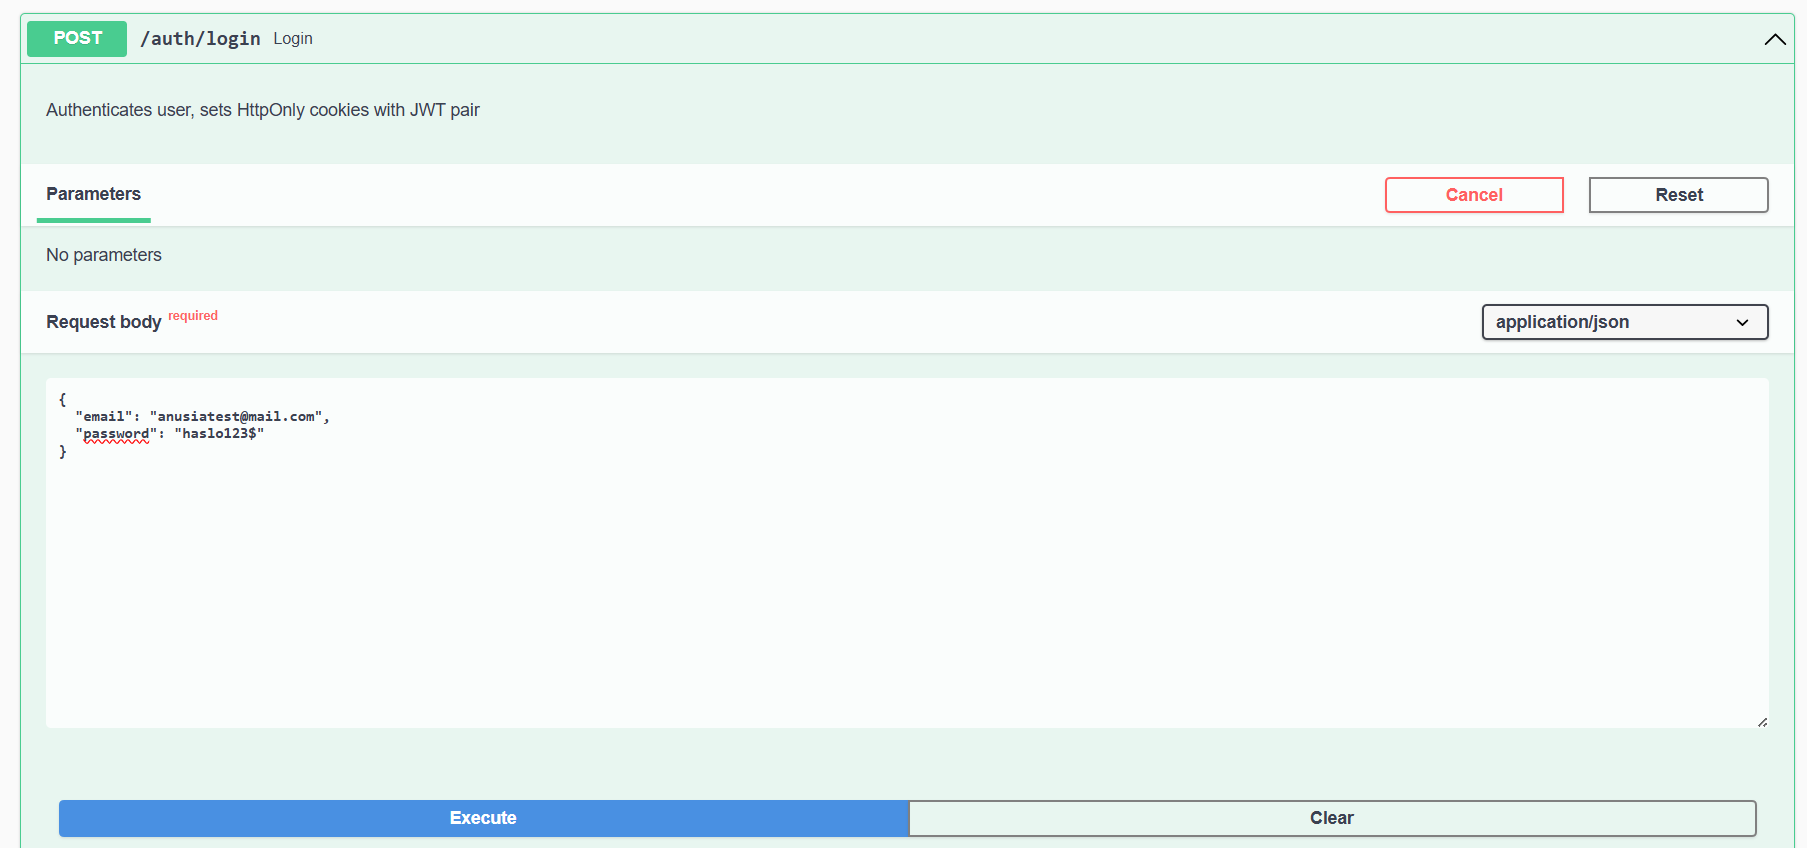 POST /auth/login Login
Authenticates user, sets HttpOnly cookies with JWT pair
Parameters
Cancel
Reset
No parameters
Request body required
application/json
{
  "email": "anusiatest@mail.com",
  "password": "haslo123$"
}
Execute
Clear